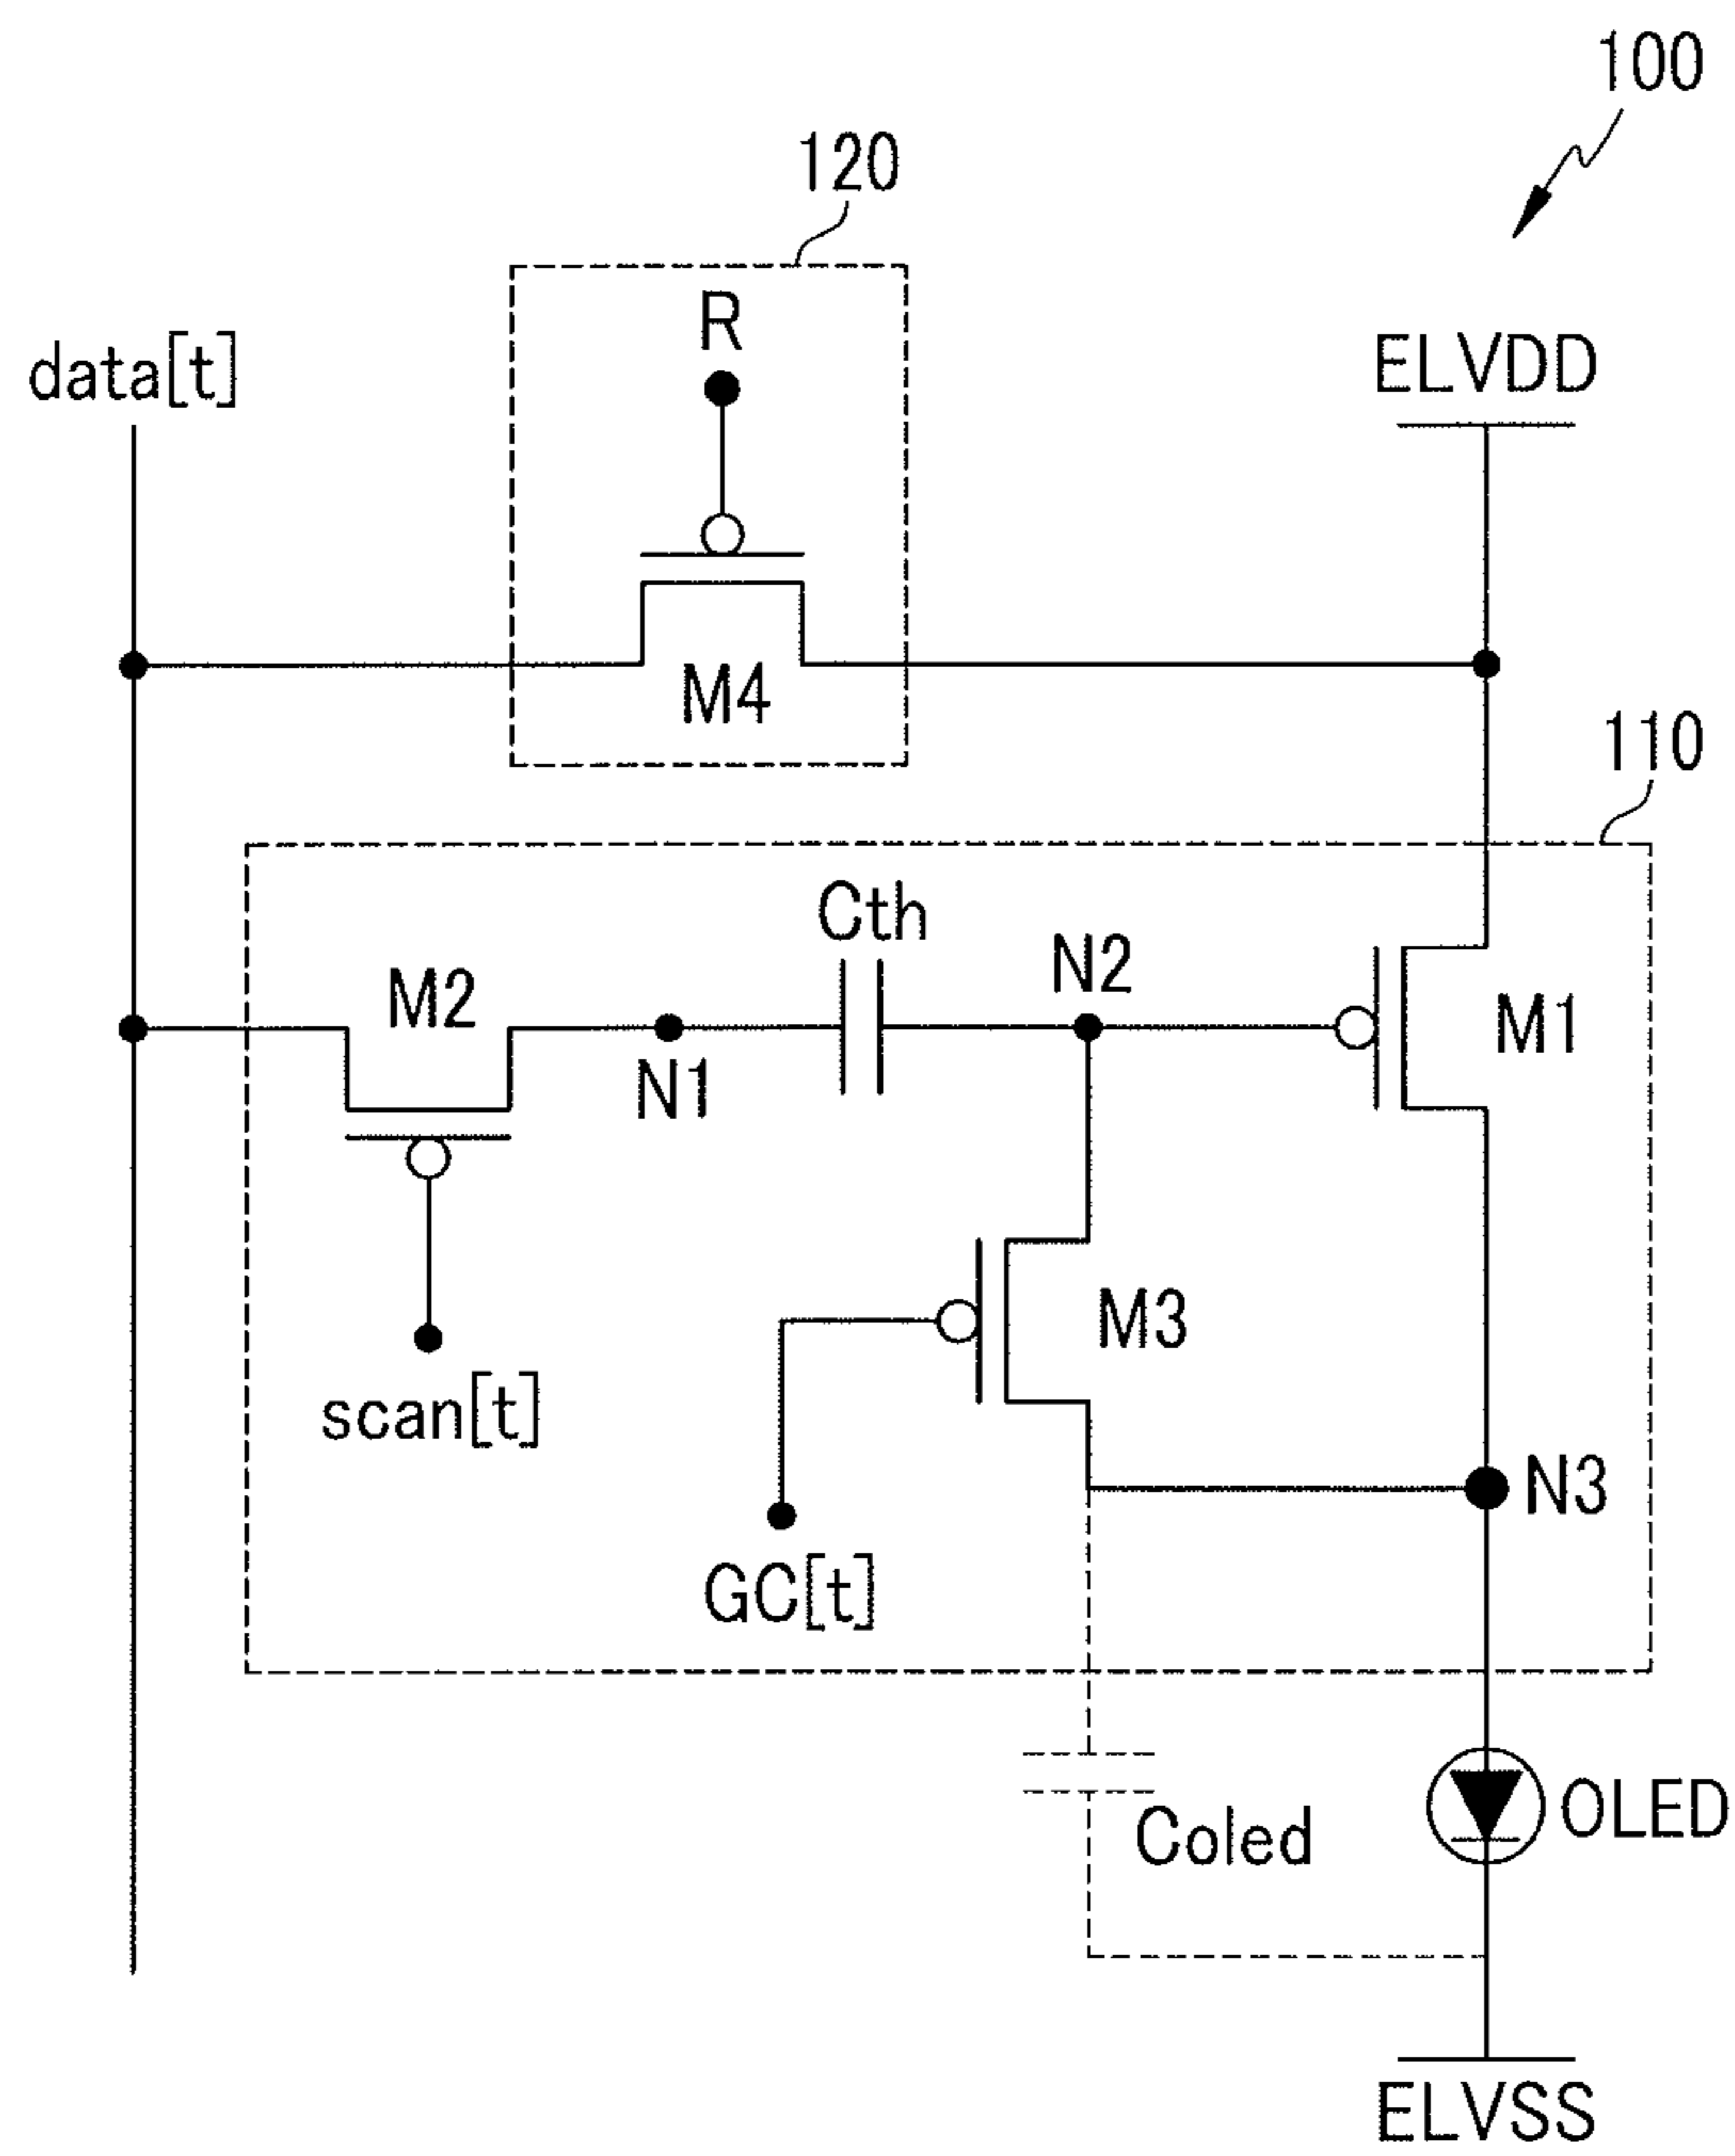 100
120
R
data[t]
ELVDD
M4
110
Cth
M2
N2
M1
N1
M3
scan[t]
N3
GC[t]
OLED
Coled
ELVSS